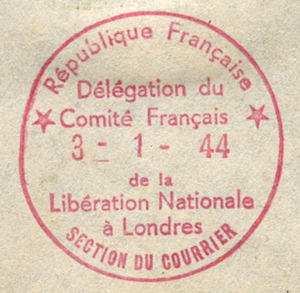 République Française
Délégation du
Comité Français
3 - 1 - 44
de la
Libération Nationale
à Londres
SECTION DU COURRIER